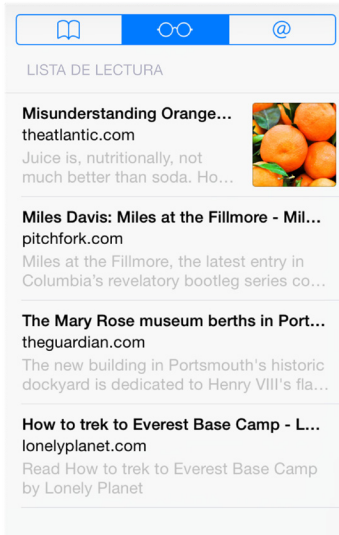 @
LISTA DE LECTURA
Misunderstanding Orange...
theatlantic.com
Juice is, nutritionally, not
much better than soda. Ho...
Miles Davis: Miles at the Fillmore - Mil...
pitchfork.com
Miles at the Fillmore, the latest entry in
Columbia's revelatory bootleg series co...
The Mary Rose museum berths in Port...
theguardian.com
The new building in Portsmouth's historic
dockyard is dedicated to Henry VIII's fla...
How to trek to Everest Base Camp - L...
lonelyplanet.com
Read How to trek to Everest Base Camp
by Lonely Planet